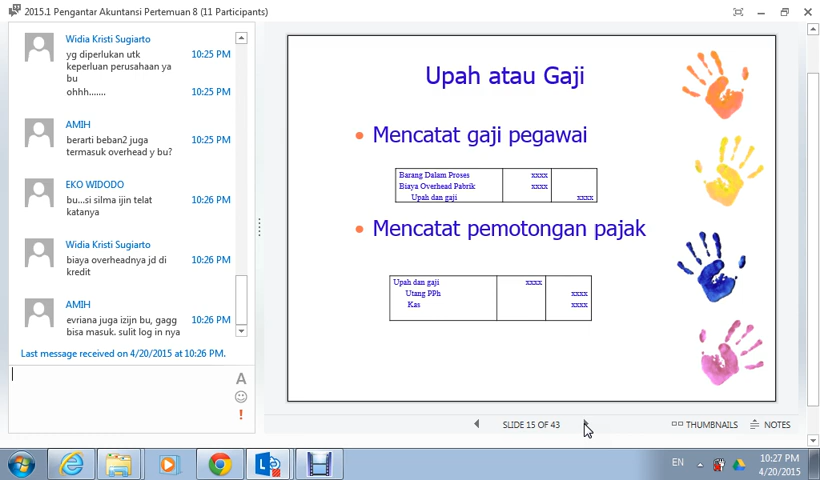 2015.1 Pengantar Akuntansi Pertemuan 8 (11 Participants)
Widia Kristi Sugiarto
yg diperlukan utk 10:25 PM
keperluan perusahaan ya
bu
ohhh....... 10:25 PM
AMIH
berarti beban2 juga 10:25 PM
termasuk overhead y bu?
EKO WIDODO
bu...si silma ijin telat 10:26 PM
katanya
Widia Kristi Sugiarto
biaya overheadnya jd di 10:26 PM
kredit
AMIH
evriana juga izijn bu, gagg 10:26 PM
bisa masuk. sulit log in nya
Last message received on 4/20/2015 at 10:26 PM.
A
!
Upah atau Gaji
• Mencatat gaji pegawai
Barang Dalam Proses xxxx
Biaya Overhead Pabrik xxxx
Upah dan gaji xxxx
• Mencatat pemotongan pajak
Upah dan gaji xxxx
Utang PPh xxxx
Kas xxxx
SLIDE 15 OF 43
THUMBNAILS
NOTES
EN
10:27 PM
4/20/2015